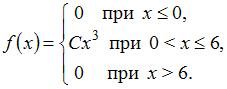 0 при x ≤ 0,
f(x) = { Cx³ при 0 < x ≤ 6,
0 при x > 6.